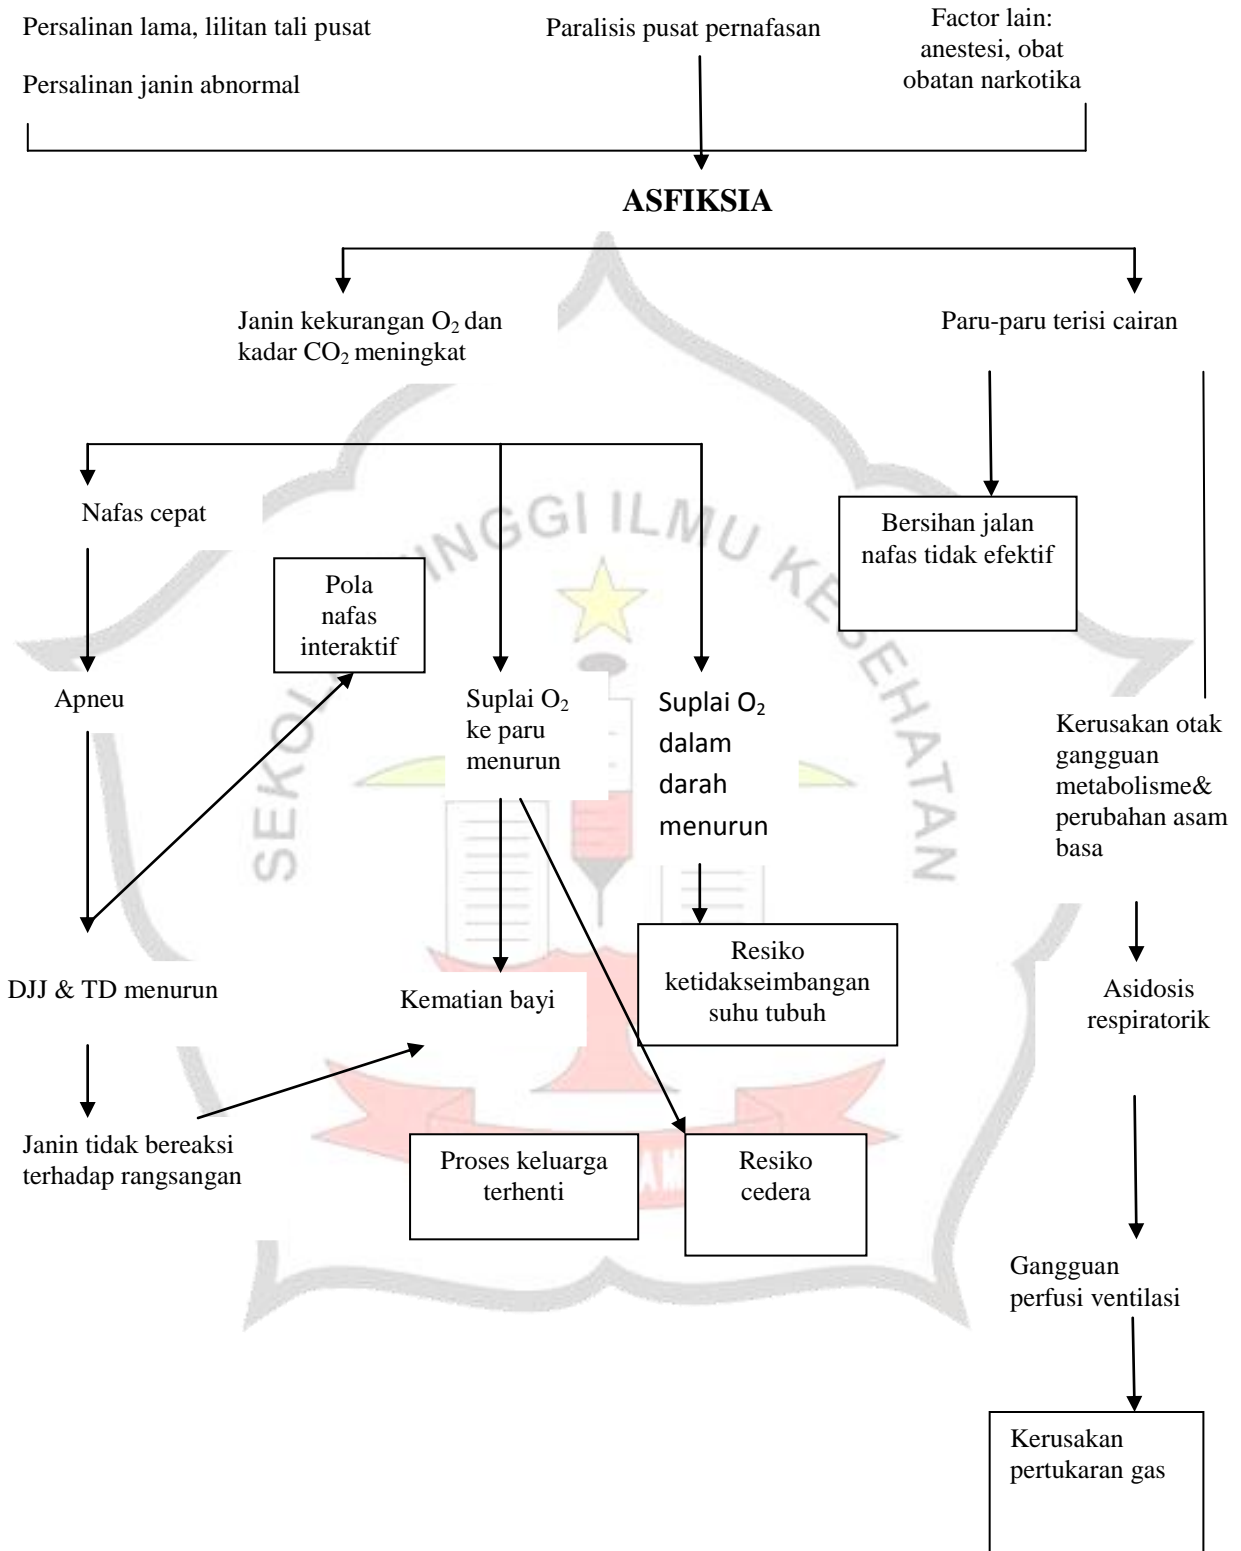 Persalinan lama, lilitan tali pusat
Persalinan janin abnormal
Paralisis pusat pernafasan
Factor lain:
anestesi, obat
obatan narkotika
ASFIKSIA
Janin kekurangan O₂ dan
kadar CO₂ meningkat
Paru-paru terisi cairan
Nafas cepat
Pola
nafas
interaktif
Bersihan jalan
nafas tidak efektif
Apneu
Suplai O₂
ke paru
menurun
Suplai O₂
dalam
darah
menurun
Kerusakan otak
gangguan
metabolisme&
perubahan asam
basa
DJJ & TD menurun
Kematian bayi
Resiko
ketidakseimbangan
suhu tubuh
Asidosis
respiratorik
Janin tidak bereaksi
terhadap rangsangan
Proses keluarga
terhenti
Resiko
cedera
Gangguan
perfusi ventilasi
Kerusakan
pertukaran gas
INGGI ILMU KESEHATAN
SEKOL